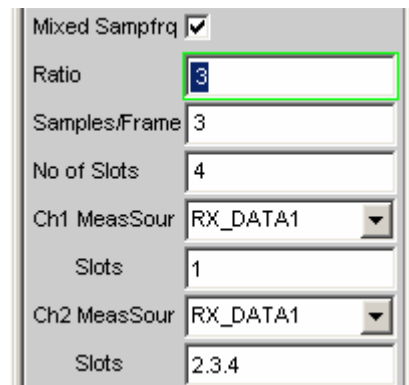 Mixed Sampfrq
Ratio 3
Samples/Frame 3
No of Slots 4
Ch1 MeasSour RX_DATA1
Slots 1
Ch2 MeasSour RX_DATA1
Slots 2.3.4